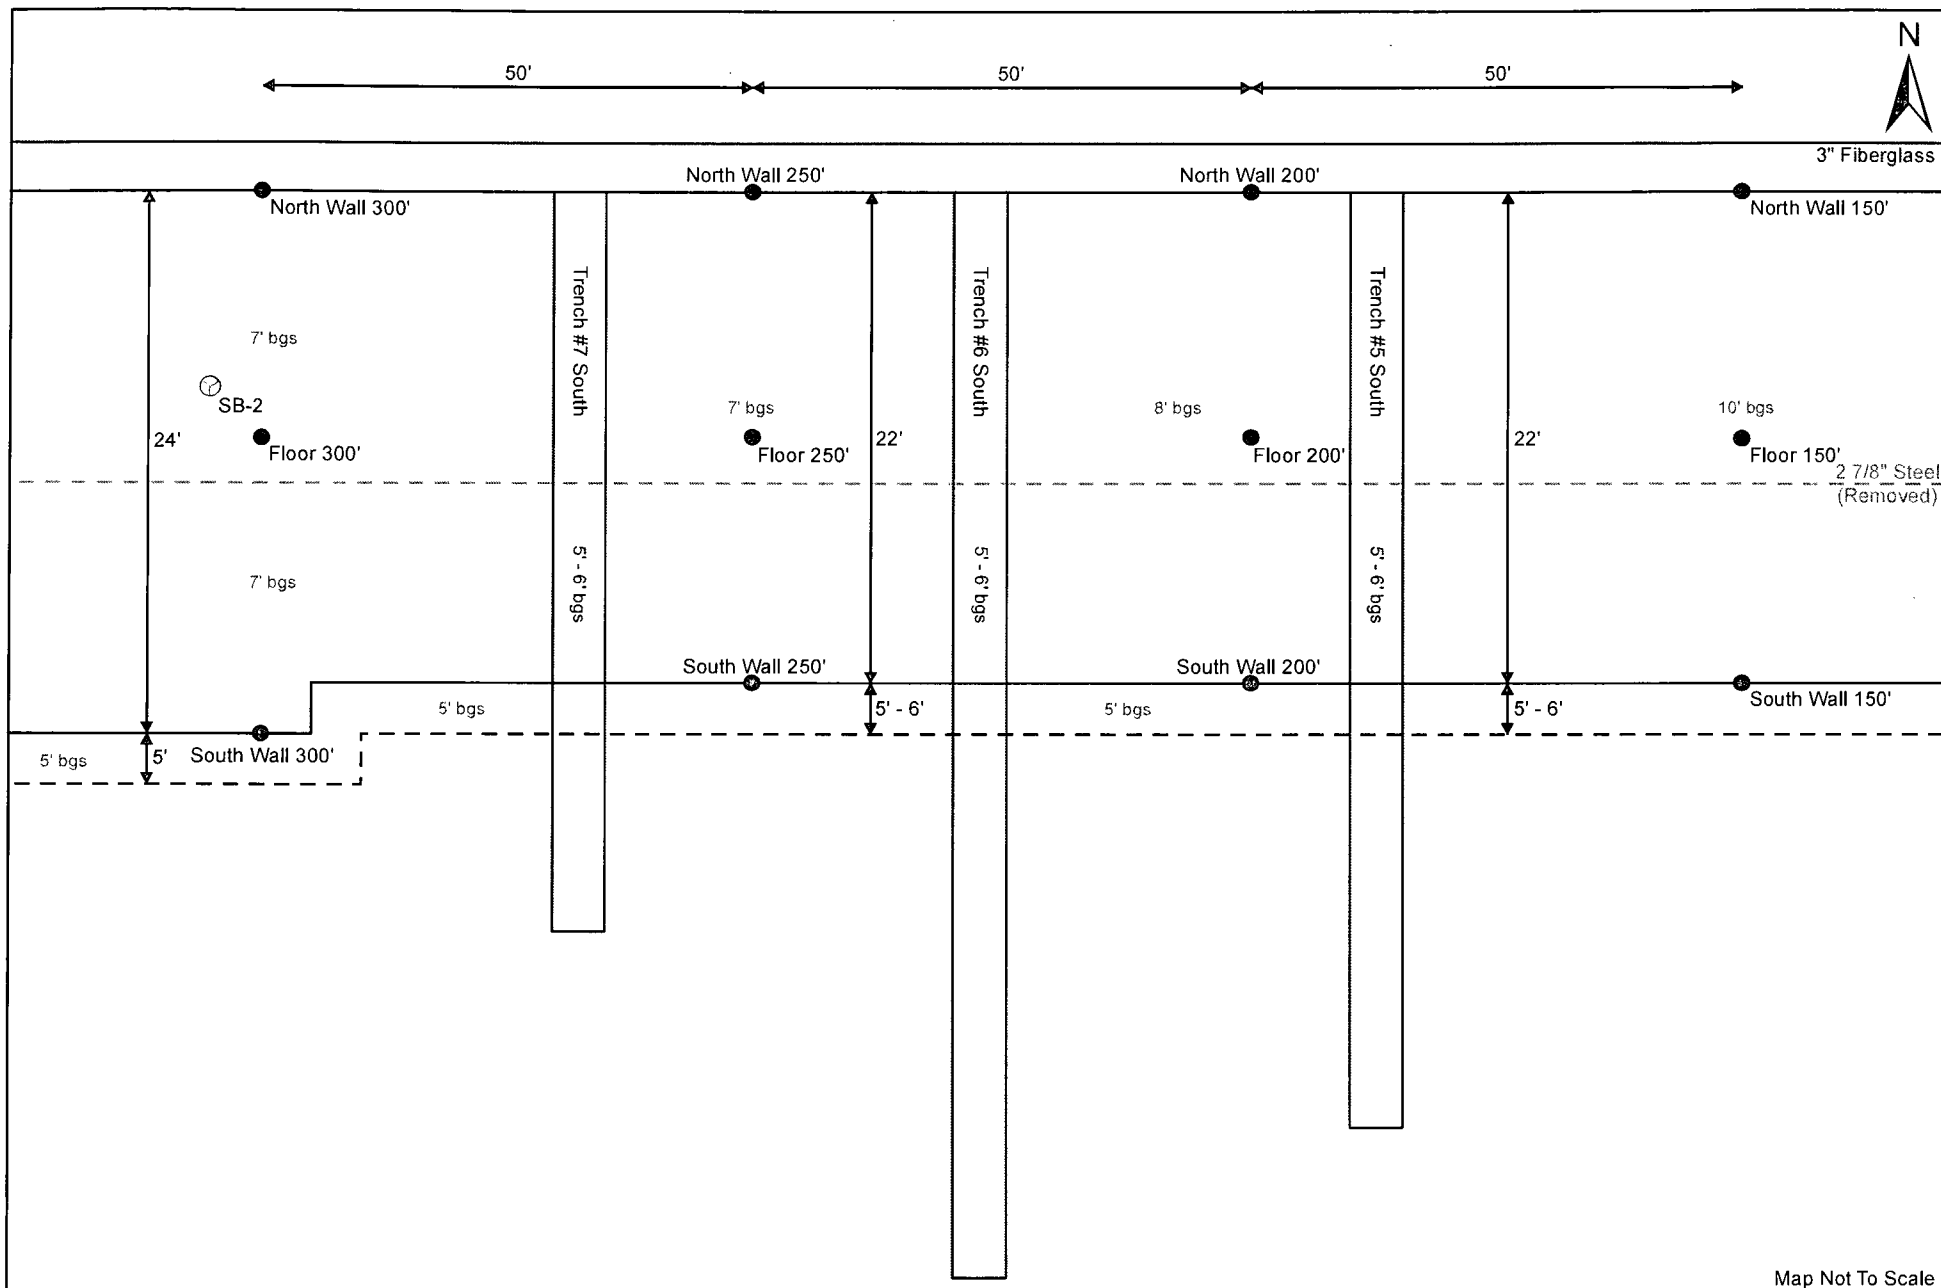 N
50'
50'
50'
3" Fiberglass
North Wall 300'
North Wall 250'
North Wall 200'
North Wall 150'
Trench #7 South
Trench #6 South
Trench #5 South
7' bgs
SB-2
24'
Floor 300'
7' bgs
Floor 250'
22'
8' bgs
Floor 200'
22'
10' bgs
Floor 150'
2 7/8" Steel
(Removed)
7' bgs
5' - 6' bgs
5' - 6' bgs
5' - 6' bgs
South Wall 250'
South Wall 200'
South Wall 150'
5' bgs
5' - 6'
5' bgs
5' - 6'
5' bgs
5'
South Wall 300'
Map Not To Scale